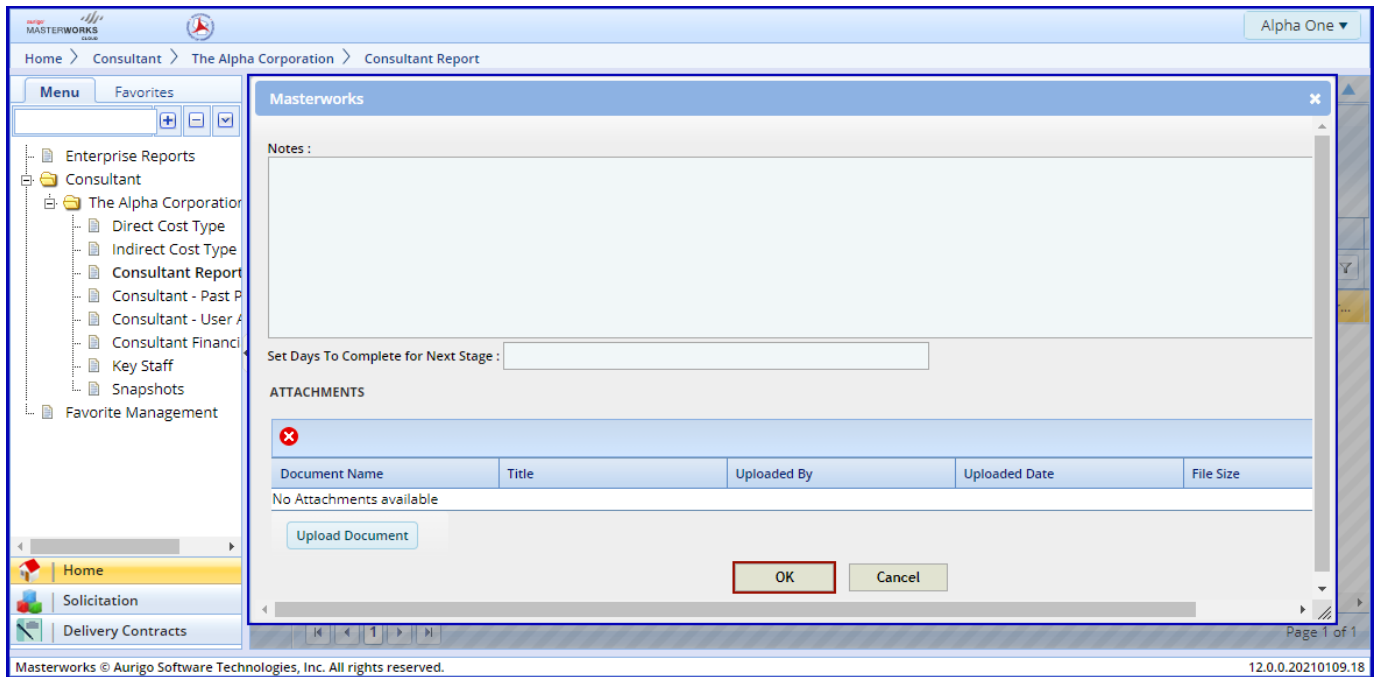 aurigo
MASTERWORKS
CLOUD
Alpha One ▼
Home > Consultant > The Alpha Corporation > Consultant Report
Menu Favorites
Masterworks
Enterprise Reports
Consultant
The Alpha Corporation
Direct Cost Type
Indirect Cost Type
Consultant Report
Consultant - Past P
Consultant - User A
Consultant Financi
Key Staff
Snapshots
Favorite Management
Notes :
Set Days To Complete for Next Stage :
ATTACHMENTS
Document Name Title Uploaded By Uploaded Date File Size
No Attachments available
Upload Document
OK Cancel
Home
Solicitation
Delivery Contracts
1
Page 1 of 1
Masterworks © Aurigo Software Technologies, Inc. All rights reserved.
12.0.0.20210109.18